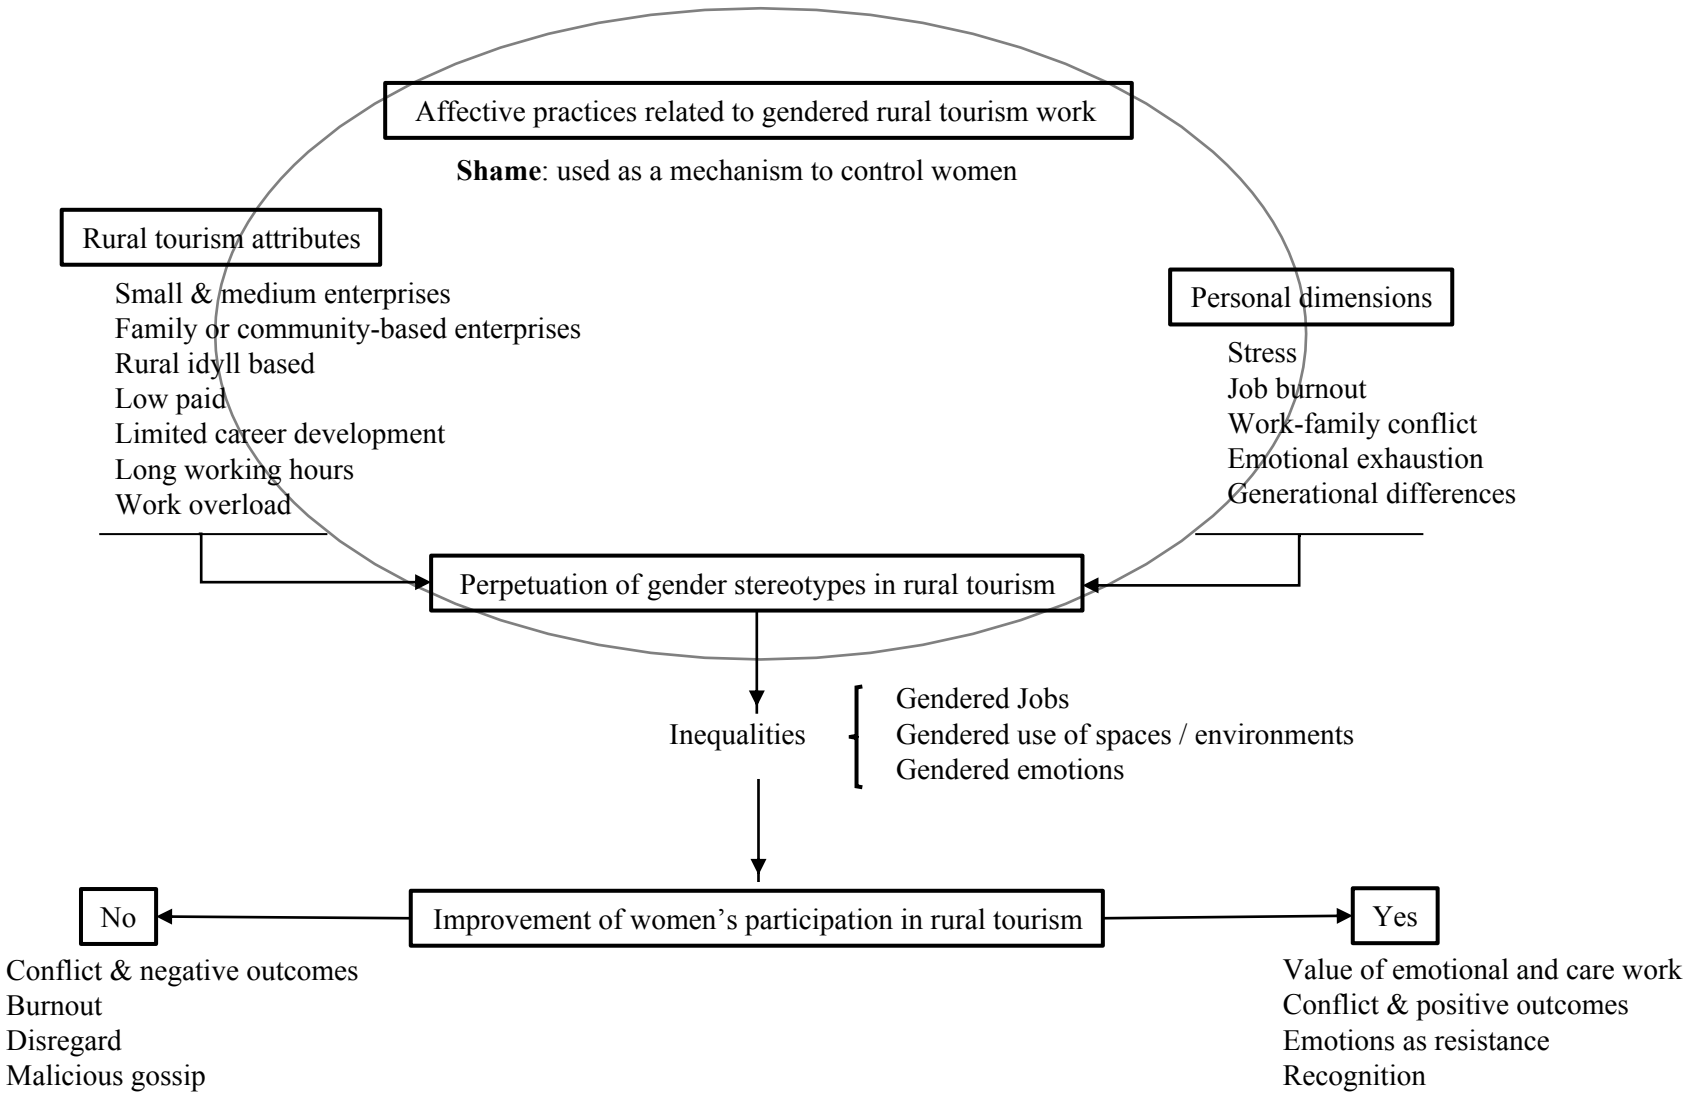 Affective practices related to gendered rural tourism work
Shame: used as a mechanism to control women
Rural tourism attributes
Small & medium enterprises
Family or community-based enterprises
Rural idyll based
Low paid
Limited career development
Long working hours
Work overload
Personal dimensions
Stress
Job burnout
Work-family conflict
Emotional exhaustion
Generational differences
Perpetuation of gender stereotypes in rural tourism
Inequalities
Gendered Jobs
Gendered use of spaces / environments
Gendered emotions
Improvement of women’s participation in rural tourism
No
Conflict & negative outcomes
Burnout
Disregard
Malicious gossip
Yes
Value of emotional and care work
Conflict & positive outcomes
Emotions as resistance
Recognition